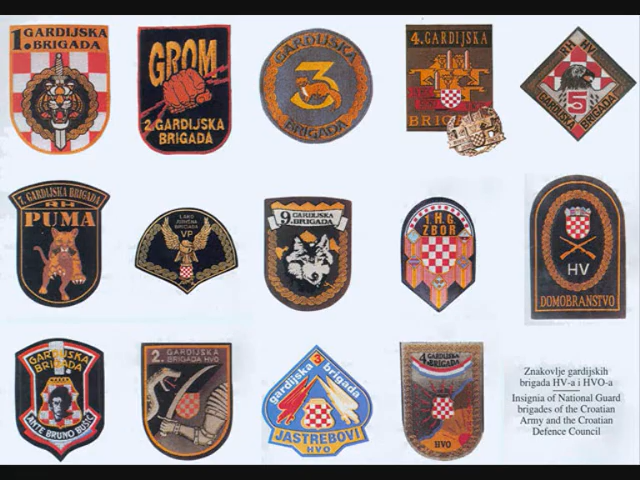 1. GARDIJSKA
BRIGADA
GROM
2. GARDIJSKA
BRIGADA
GARDIJSKA
3
BRIGADA
4. GARDIJSKA
BRIG
RH HV
5
GARDIJSKA BRIGADA
7. GARDIJSKA BRIGADA
RH
PUMA
BRIGADA
VP
9. GARDIJSKA
BRIGADA
1. H.G.
ZBOR
HV
DOMOBRANSTVO
GARDIJSKA
BRIGADA
ANTE BRUNO BUŠIĆ
2. GARDIJSKA
BRIGADA HVO
gardijska 3 brigada
JASTREBOVI
HVO
4. GARDIJSKA
BRIGADA
HVO
Znakovlje gardijskih
brigada HV-a i HVO-a
Insignia of National Guard
brigades of the Croatian
Army and the Croatian
Defence Council